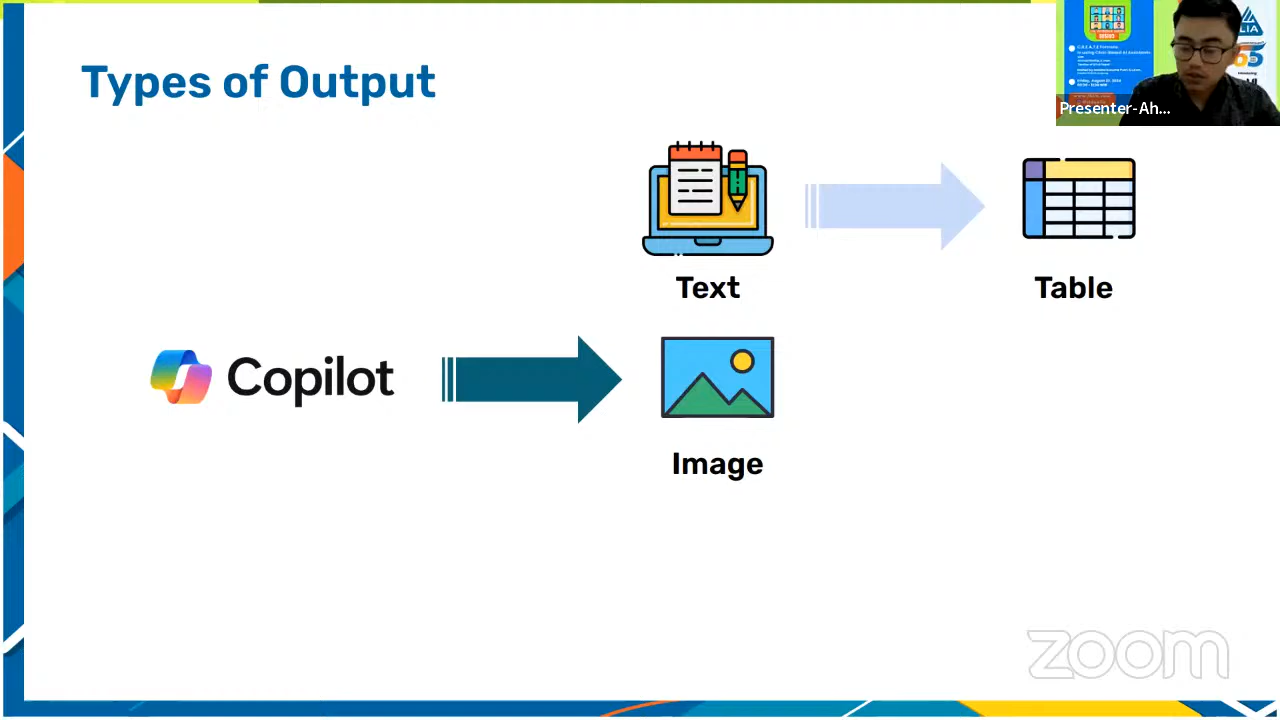 Types of Output
Presenter-Ah...
Text
Table
Copilot
Image
zoom